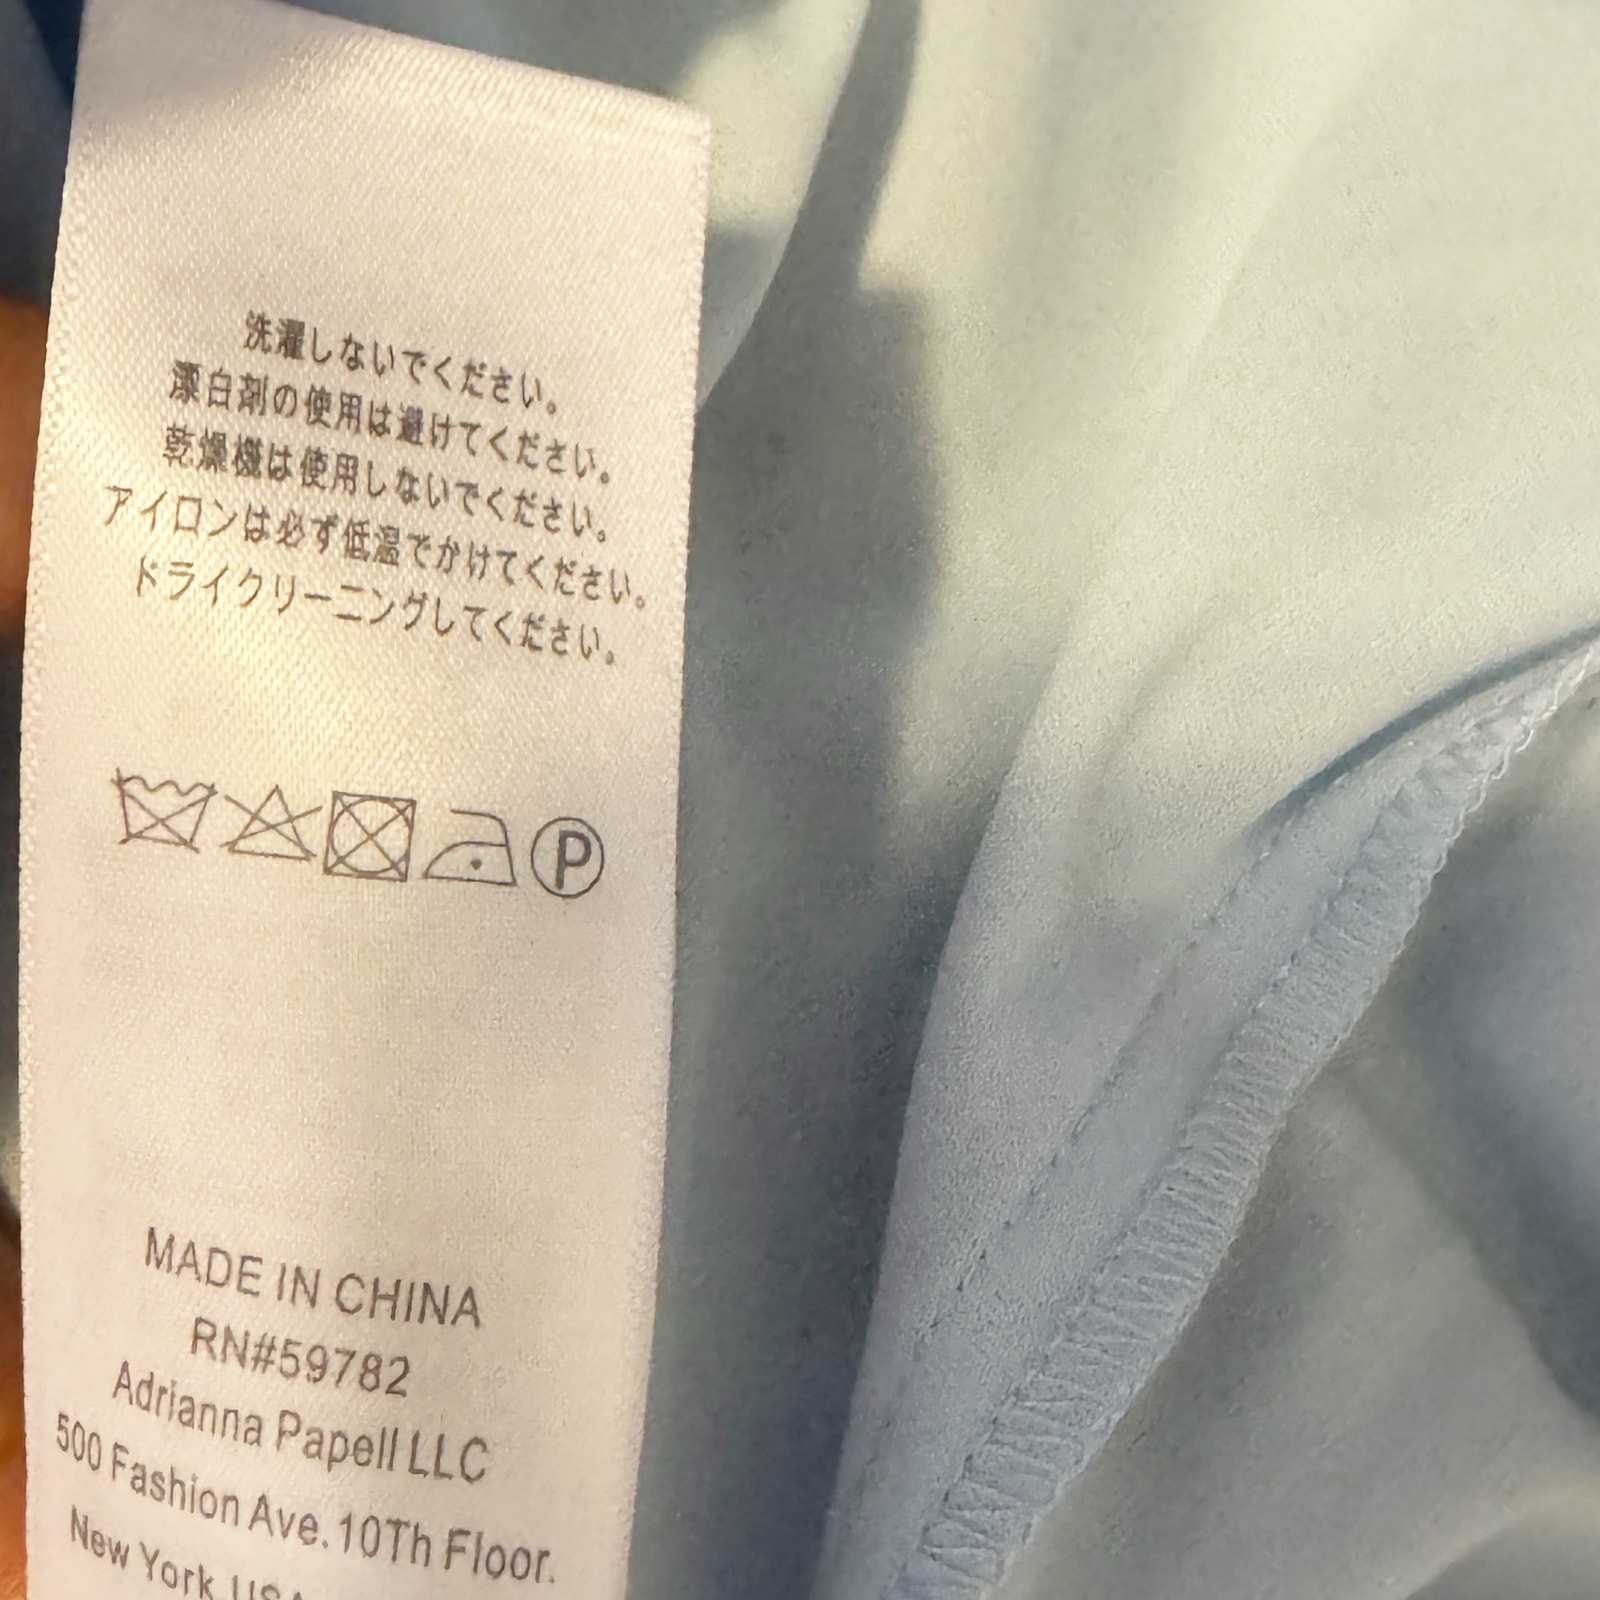 洗濯しないでください。
漂白剤の使用は避けてください。
乾燥機は使用しないでください。
アイロンは必ず低温でかけてください。
ドライクリーニングしてください。
P
MADE IN CHINA
RN#59782
Adrianna Papell LLC
500 Fashion Ave. 10Th Floor.
New York USA